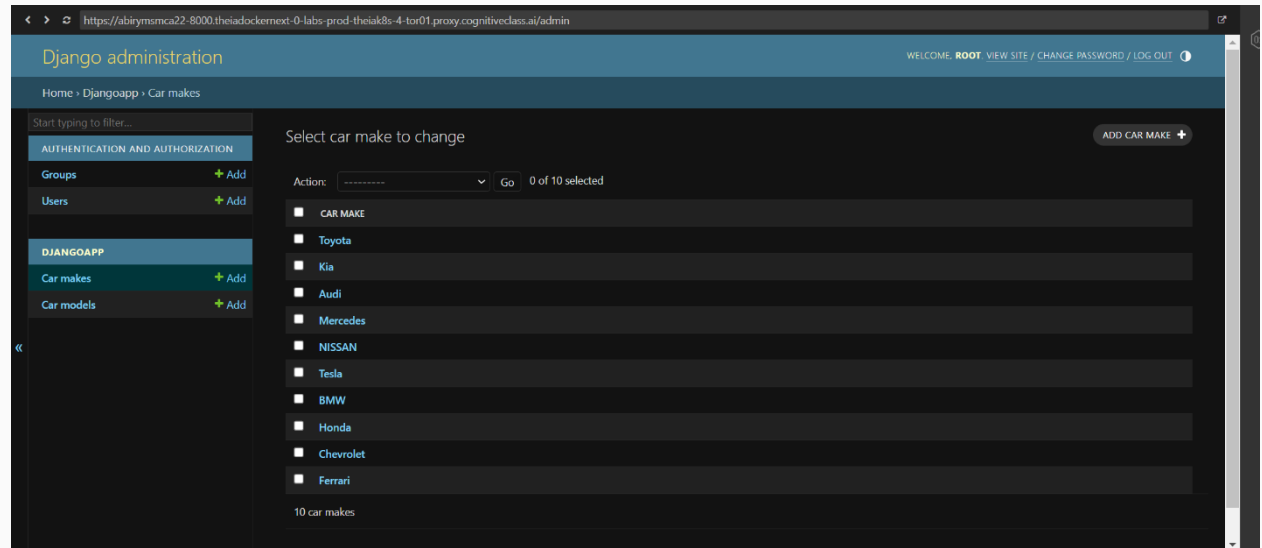 https://abirymsmca22-8000.theiadockernext-0-labs-prod-theiak8s-4-tor01.proxy.cognitiveclass.ai/admin
Django administration
WELCOME, ROOT. VIEW SITE / CHANGE PASSWORD / LOG OUT
Home › Djangoapp › Car makes
Start typing to filter...
AUTHENTICATION AND AUTHORIZATION
Groups + Add
Users + Add
DJANGOAPP
Car makes + Add
Car models + Add
«
Select car make to change
ADD CAR MAKE +
Action: --------- Go 0 of 10 selected
CAR MAKE
Toyota
Kia
Audi
Mercedes
NISSAN
Tesla
BMW
Honda
Chevrolet
Ferrari
10 car makes